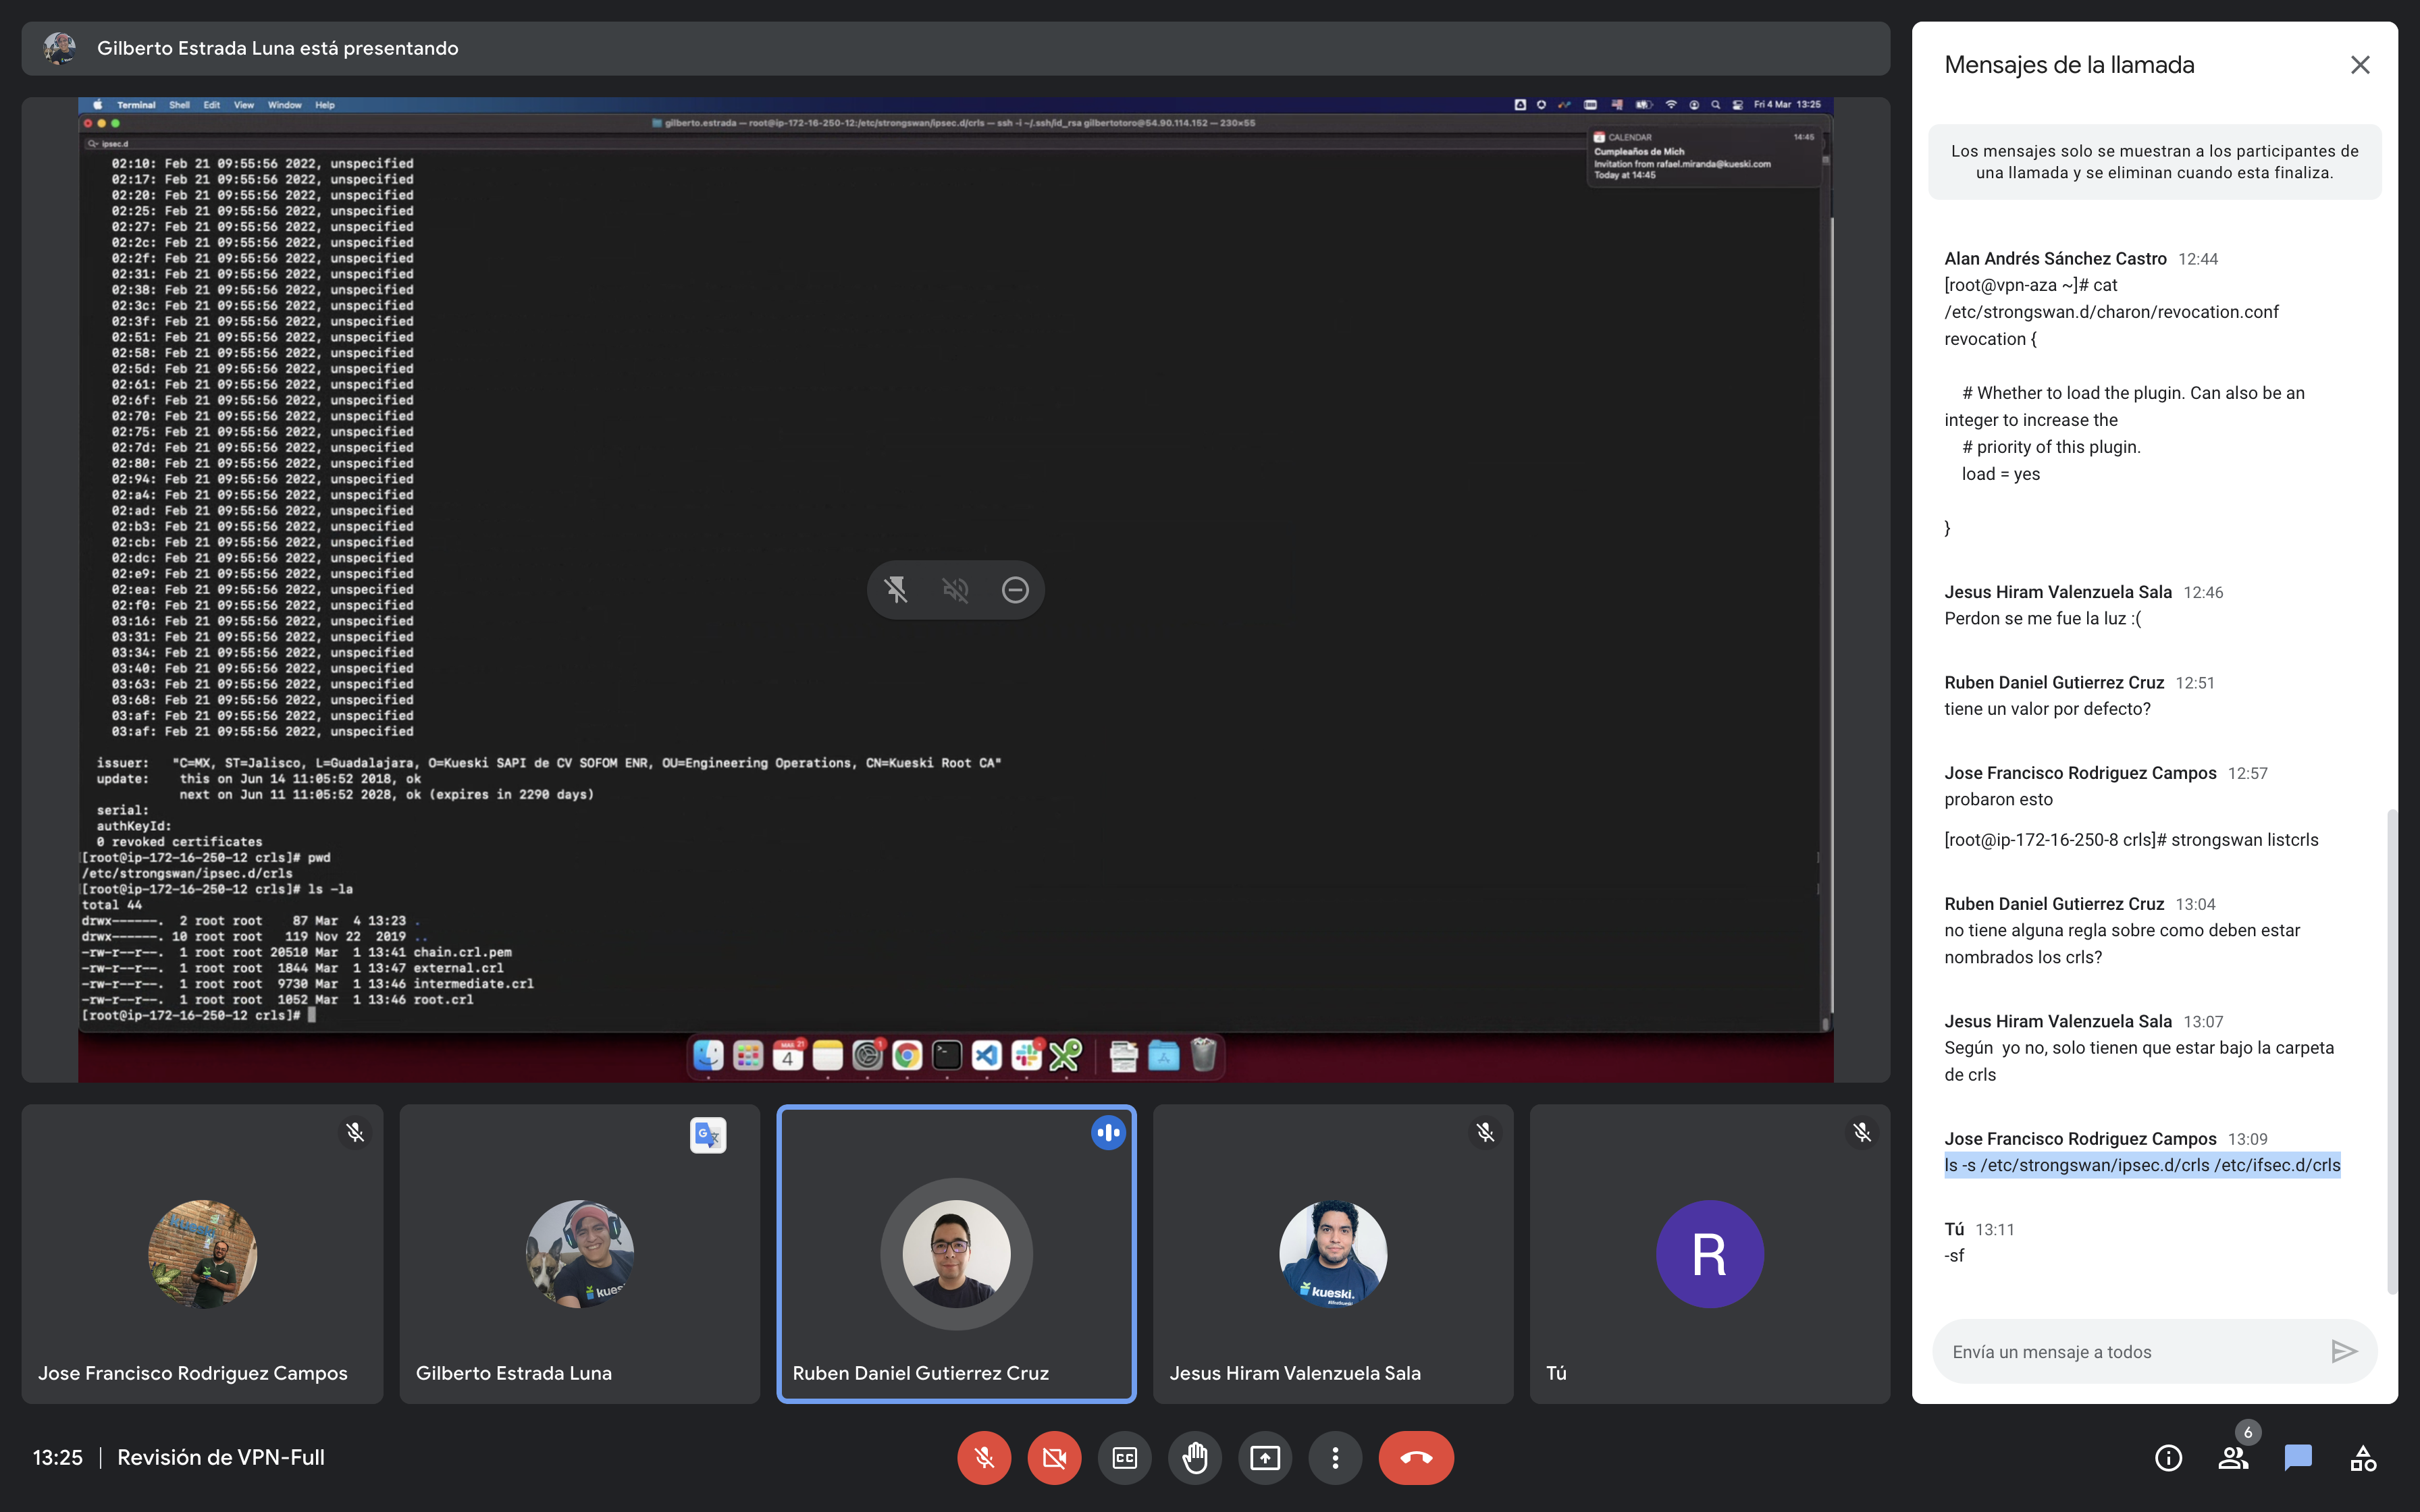 Gilberto Estrada Luna está presentando
Terminal Shell Edit View Window Help
Fri 4 Mar 13:25
gilberto.estrada — root@ip-172-16-250-12:/etc/strongswan/ipsec.d/crls — ssh -i ~/.ssh/id_rsa gilbertotoro@54.90.114.152 — 230×55
ipsec.d
CALENDAR 14:45
Cumpleaños de Mich
Invitation from rafael.miranda@kueski.com
Today at 14:45
02:10: Feb 21 09:55:56 2022, unspecified
02:17: Feb 21 09:55:56 2022, unspecified
02:20: Feb 21 09:55:56 2022, unspecified
02:25: Feb 21 09:55:56 2022, unspecified
02:27: Feb 21 09:55:56 2022, unspecified
02:2c: Feb 21 09:55:56 2022, unspecified
02:2f: Feb 21 09:55:56 2022, unspecified
02:31: Feb 21 09:55:56 2022, unspecified
02:38: Feb 21 09:55:56 2022, unspecified
02:3c: Feb 21 09:55:56 2022, unspecified
02:3f: Feb 21 09:55:56 2022, unspecified
02:51: Feb 21 09:55:56 2022, unspecified
02:58: Feb 21 09:55:56 2022, unspecified
02:5d: Feb 21 09:55:56 2022, unspecified
02:61: Feb 21 09:55:56 2022, unspecified
02:6f: Feb 21 09:55:56 2022, unspecified
02:70: Feb 21 09:55:56 2022, unspecified
02:75: Feb 21 09:55:56 2022, unspecified
02:7d: Feb 21 09:55:56 2022, unspecified
02:80: Feb 21 09:55:56 2022, unspecified
02:94: Feb 21 09:55:56 2022, unspecified
02:a4: Feb 21 09:55:56 2022, unspecified
02:ad: Feb 21 09:55:56 2022, unspecified
02:b3: Feb 21 09:55:56 2022, unspecified
02:cb: Feb 21 09:55:56 2022, unspecified
02:dc: Feb 21 09:55:56 2022, unspecified
02:e9: Feb 21 09:55:56 2022, unspecified
02:ea: Feb 21 09:55:56 2022, unspecified
02:f0: Feb 21 09:55:56 2022, unspecified
03:16: Feb 21 09:55:56 2022, unspecified
03:31: Feb 21 09:55:56 2022, unspecified
03:34: Feb 21 09:55:56 2022, unspecified
03:40: Feb 21 09:55:56 2022, unspecified
03:63: Feb 21 09:55:56 2022, unspecified
03:68: Feb 21 09:55:56 2022, unspecified
03:af: Feb 21 09:55:56 2022, unspecified
03:af: Feb 21 09:55:56 2022, unspecified
issuer: "C=MX, ST=Jalisco, L=Guadalajara, O=Kueski SAPI de CV SOFOM ENR, OU=Engineering Operations, CN=Kueski Root CA"
update: this on Jun 14 11:05:52 2018, ok
next on Jun 11 11:05:52 2028, ok (expires in 2290 days)
serial:
authKeyId:
0 revoked certificates
[root@ip-172-16-250-12 crls]# pwd
/etc/strongswan/ipsec.d/crls
[root@ip-172-16-250-12 crls]# ls -la
total 44
drwx------. 2 root root 87 Mar 4 13:23 .
drwx------. 10 root root 119 Nov 22 2019 ..
-rw-r--r--. 1 root root 20510 Mar 1 13:41 chain.crl.pem
-rw-r--r--. 1 root root 1844 Mar 1 13:47 external.crl
-rw-r--r--. 1 root root 9730 Mar 1 13:46 intermediate.crl
-rw-r--r--. 1 root root 1052 Mar 1 13:46 root.crl
[root@ip-172-16-250-12 crls]#
Jose Francisco Rodriguez Campos
Gilberto Estrada Luna
Ruben Daniel Gutierrez Cruz
kueski.
Jesus Hiram Valenzuela Sala
R
Tú
13:25 | Revisión de VPN-Full
6
Mensajes de la llamada
Los mensajes solo se muestran a los participantes de
una llamada y se eliminan cuando esta finaliza.
Alan Andrés Sánchez Castro 12:44
[root@vpn-aza ~]# cat
/etc/strongswan.d/charon/revocation.conf
revocation {
# Whether to load the plugin. Can also be an
integer to increase the
# priority of this plugin.
load = yes
}
Jesus Hiram Valenzuela Sala 12:46
Perdon se me fue la luz :(
Ruben Daniel Gutierrez Cruz 12:51
tiene un valor por defecto?
Jose Francisco Rodriguez Campos 12:57
probaron esto
[root@ip-172-16-250-8 crls]# strongswan listcrls
Ruben Daniel Gutierrez Cruz 13:04
no tiene alguna regla sobre como deben estar
nombrados los crls?
Jesus Hiram Valenzuela Sala 13:07
Según yo no, solo tienen que estar bajo la carpeta
de crls
Jose Francisco Rodriguez Campos 13:09
ls -s /etc/strongswan/ipsec.d/crls /etc/ifsec.d/crls
Tú 13:11
-sf
Envía un mensaje a todos